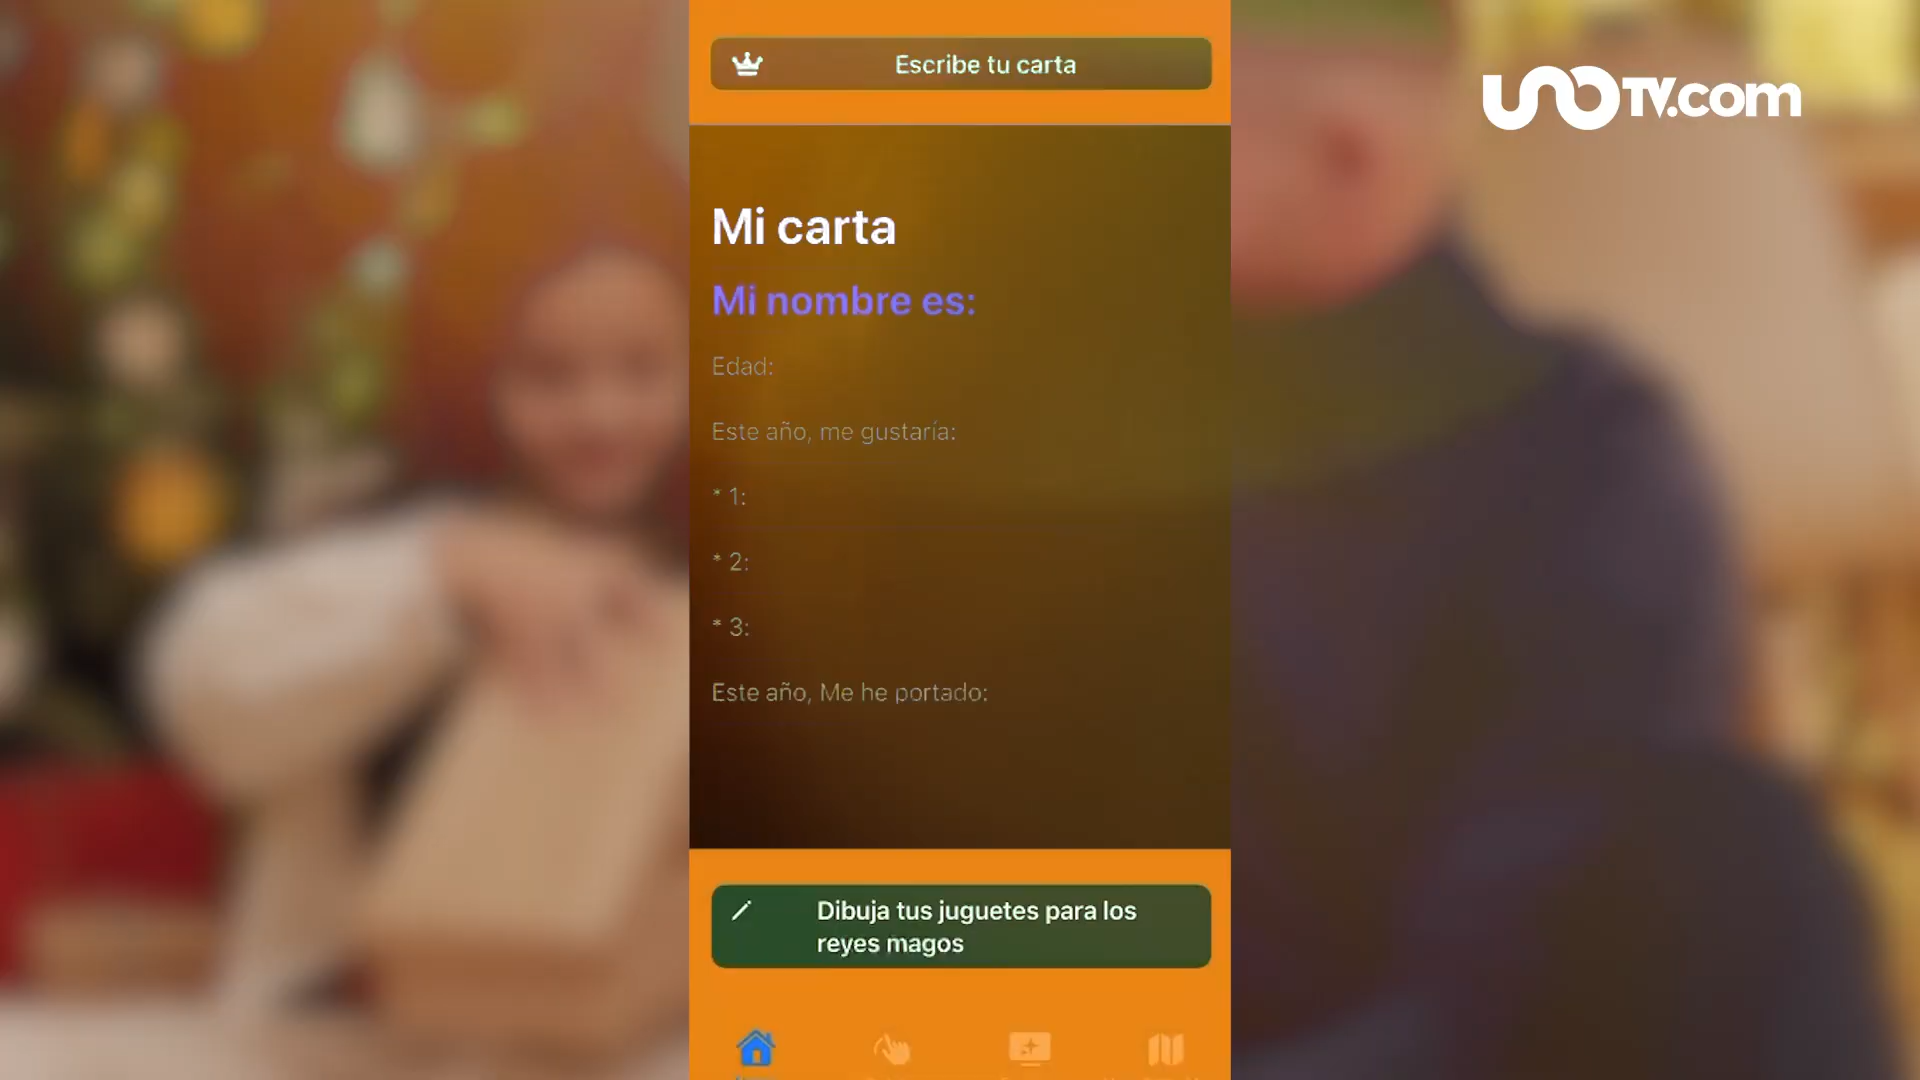 Escribe tu carta
UNOTV.com
Mi carta
Mi nombre es:
Edad:
Este año, me gustaría:
* 1:
* 2:
* 3:
Este año, Me he portado:
Dibuja tus juguetes para los
reyes magos